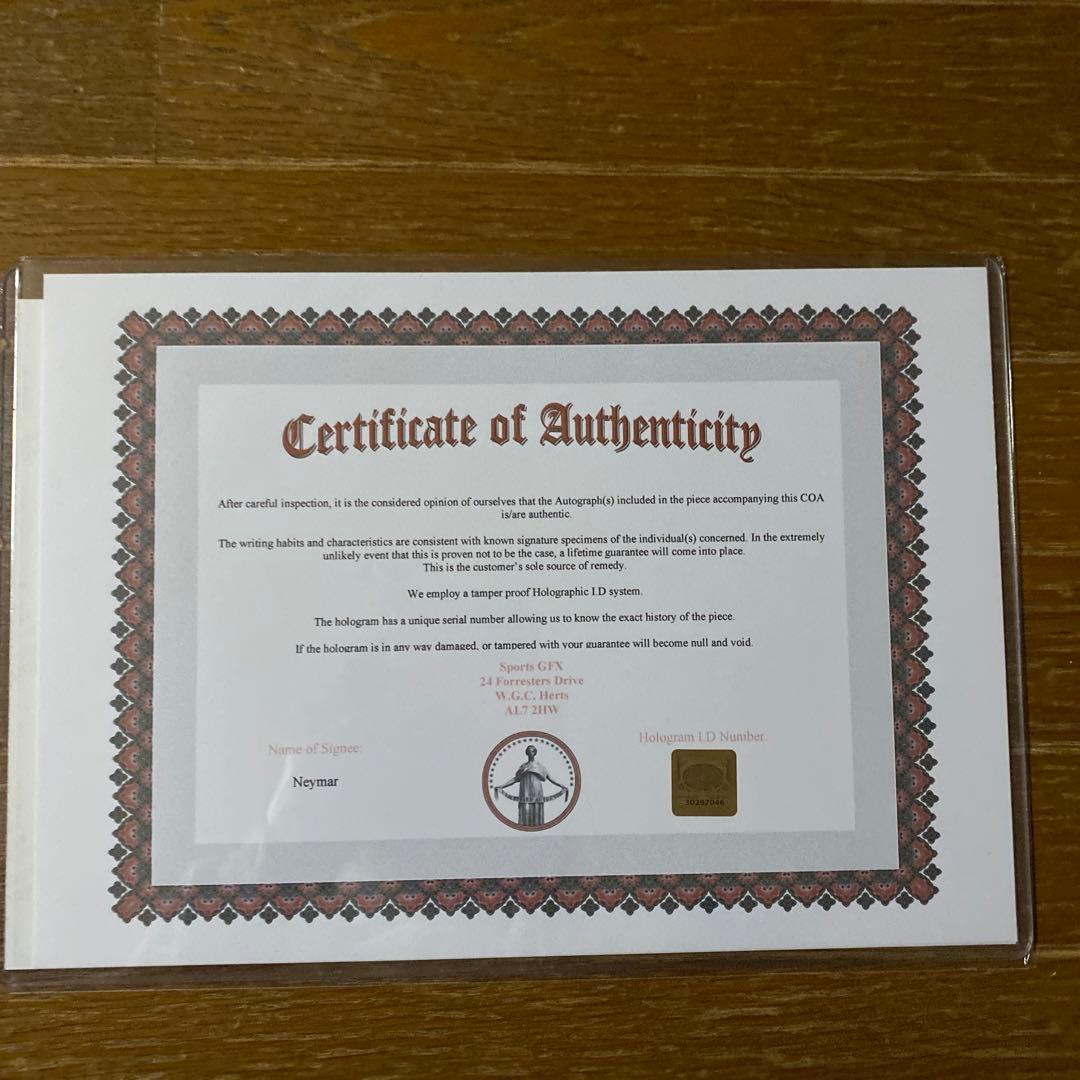 Certificate of Authenticity
After careful inspection, it is the considered opinion of ourselves that the Autograph(s) included in the piece accompanying this COA
is/are authentic.
The writing habits and characteristics are consistent with known signature specimens of the individual(s) concerned. In the extremely
unlikely event that this is proven not to be the case, a lifetime guarantee will come into place.
This is the customer's sole source of remedy.
We employ a tamper proof Holographic I.D system.
The hologram has a unique serial number allowing us to know the exact history of the piece.
If the hologram is in any way damaged, or tampered with your guarantee will become null and void.
Sports GFX
24 Forresters Drive
W.G.C. Herts
AL7 2HW
Name of Signee:
Hologram I.D Number.
Neymar
30297046